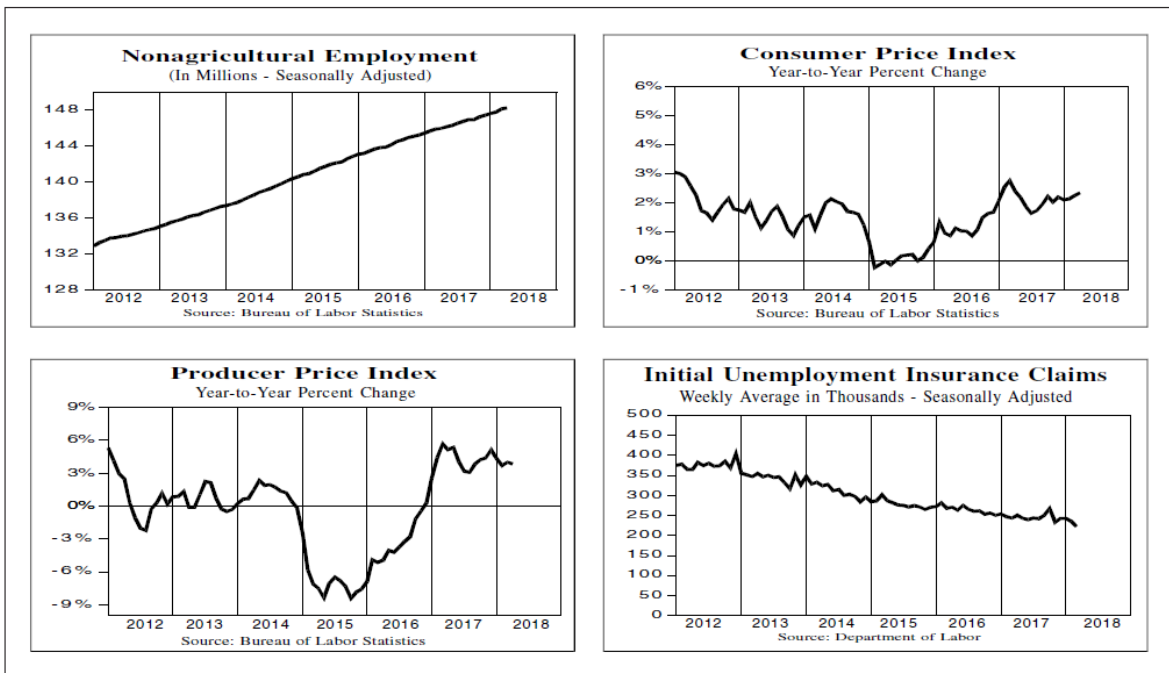 Nonagricultural Employment
(In Millions - Seasonally Adjusted)
148
144
140
136
132
128
2012 2013 2014 2015 2016 2017 2018
Source: Bureau of Labor Statistics
Consumer Price Index
Year-to-Year Percent Change
6%
5%
4%
3%
2%
1%
0%
-1%
2012 2013 2014 2015 2016 2017 2018
Source: Bureau of Labor Statistics
Producer Price Index
Year-to-Year Percent Change
9%
6%
3%
0%
-3%
-6%
-9%
2012 2013 2014 2015 2016 2017 2018
Source: Bureau of Labor Statistics
Initial Unemployment Insurance Claims
Weekly Average in Thousands - Seasonally Adjusted
500
450
400
350
300
250
200
150
100
50
0
2012 2013 2014 2015 2016 2017 2018
Source: Department of Labor